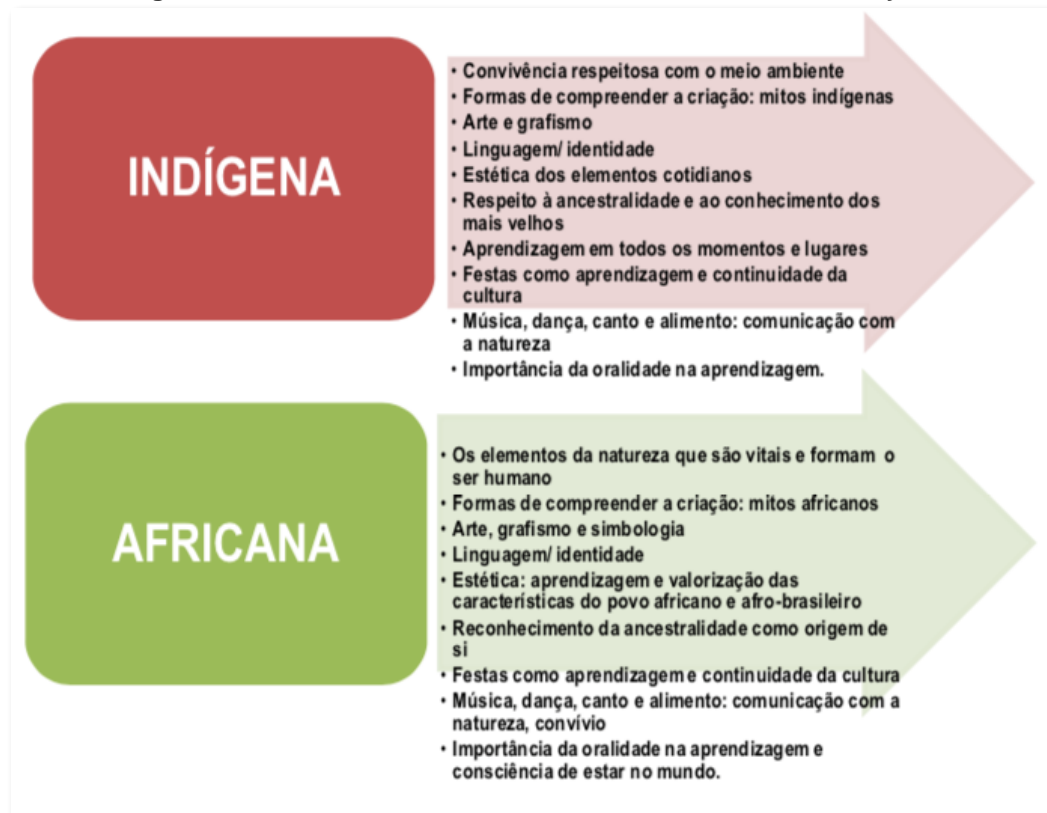 INDÍGENA
• Convivência respeitosa com o meio ambiente
• Formas de compreender a criação: mitos indígenas
• Arte e grafismo
• Linguagem/ identidade
• Estética dos elementos cotidianos
• Respeito à ancestralidade e ao conhecimento dos
mais velhos
• Aprendizagem em todos os momentos e lugares
• Festas como aprendizagem e continuidade da
cultura
• Música, dança, canto e alimento: comunicação com
a natureza
• Importância da oralidade na aprendizagem.
AFRICANA
• Os elementos da natureza que são vitais e formam o
ser humano
• Formas de compreender a criação: mitos africanos
• Arte, grafismo e simbologia
• Linguagem/ identidade
• Estética: aprendizagem e valorização das
características do povo africano e afro-brasileiro
• Reconhecimento da ancestralidade como origem de
si
• Festas como aprendizagem e continuidade da cultura
• Música, dança, canto e alimento: comunicação com a
natureza, convívio
• Importância da oralidade na aprendizagem e
consciência de estar no mundo.